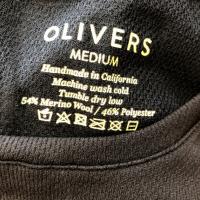 OLIVERS
MEDIUM
Handmade in California
Machine wash cold
Tumble dry low
54% Merino Wool / 46% Polyester